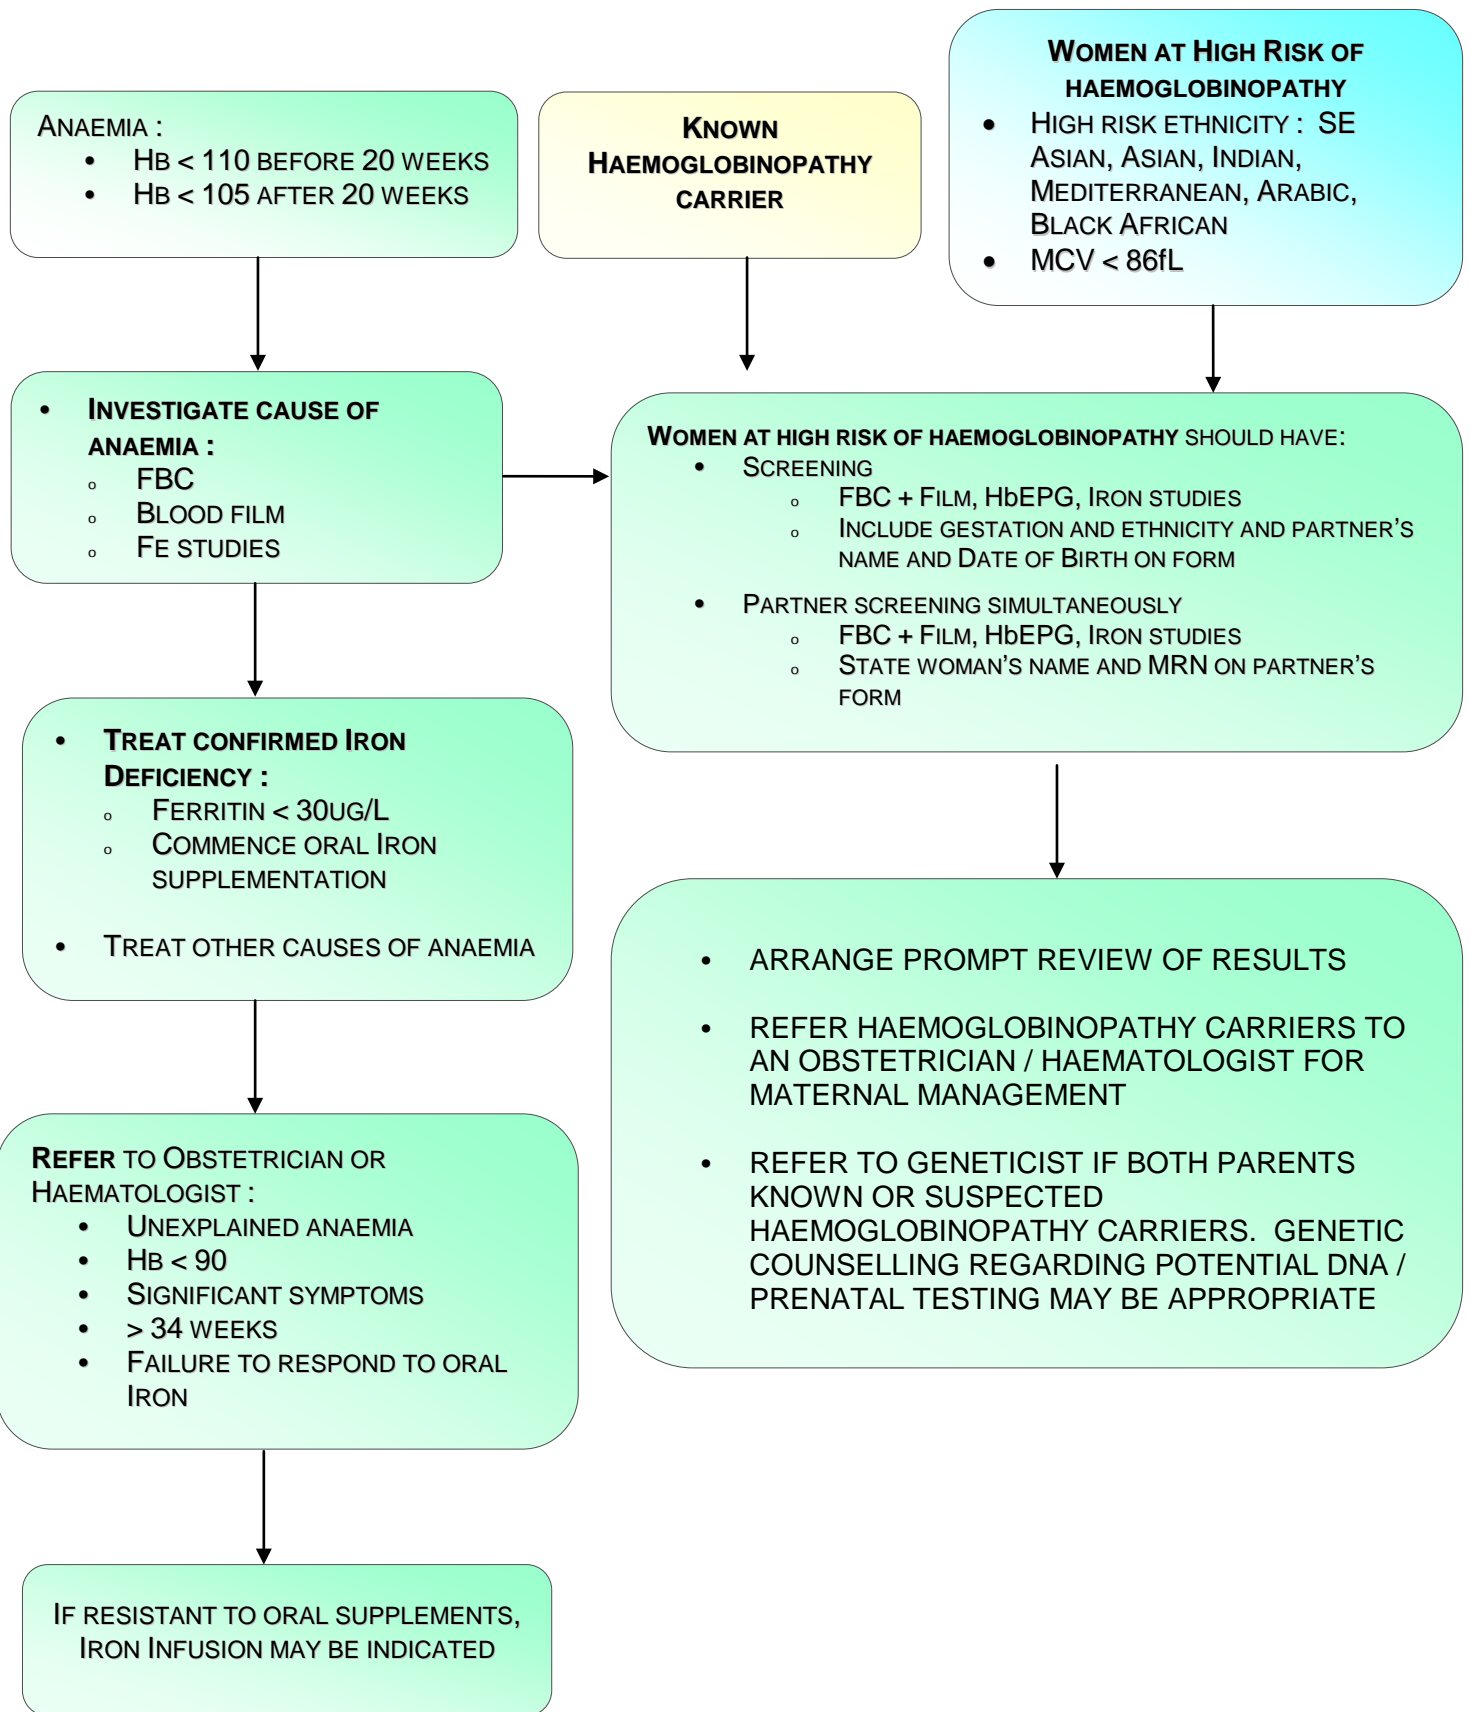 ANAEMIA :
• HB < 110 BEFORE 20 WEEKS
• HB < 105 AFTER 20 WEEKS
KNOWN
HAEMOGLOBINOPATHY
CARRIER
WOMEN AT HIGH RISK OF
HAEMOGLOBINOPATHY
• HIGH RISK ETHNICITY : SE
ASIAN, ASIAN, INDIAN,
MEDITERRANEAN, ARABIC,
BLACK AFRICAN
• MCV < 86fL
• INVESTIGATE CAUSE OF
ANAEMIA :
o FBC
o BLOOD FILM
o FE STUDIES
WOMEN AT HIGH RISK OF HAEMOGLOBINOPATHY SHOULD HAVE:
• SCREENING
o FBC + FILM, HbEPG, IRON STUDIES
o INCLUDE GESTATION AND ETHNICITY AND PARTNER'S
NAME AND DATE OF BIRTH ON FORM
• PARTNER SCREENING SIMULTANEOUSLY
o FBC + FILM, HbEPG, IRON STUDIES
o STATE WOMAN'S NAME AND MRN ON PARTNER'S
FORM
• TREAT CONFIRMED IRON
DEFICIENCY :
o FERRITIN < 30UG/L
o COMMENCE ORAL IRON
SUPPLEMENTATION
• TREAT OTHER CAUSES OF ANAEMIA
• ARRANGE PROMPT REVIEW OF RESULTS
• REFER HAEMOGLOBINOPATHY CARRIERS TO
AN OBSTETRICIAN / HAEMATOLOGIST FOR
MATERNAL MANAGEMENT
• REFER TO GENETICIST IF BOTH PARENTS
KNOWN OR SUSPECTED
HAEMOGLOBINOPATHY CARRIERS. GENETIC
COUNSELLING REGARDING POTENTIAL DNA /
PRENATAL TESTING MAY BE APPROPRIATE
REFER TO OBSTETRICIAN OR
HAEMATOLOGIST :
• UNEXPLAINED ANAEMIA
• HB < 90
• SIGNIFICANT SYMPTOMS
• > 34 WEEKS
• FAILURE TO RESPOND TO ORAL
IRON
IF RESISTANT TO ORAL SUPPLEMENTS,
IRON INFUSION MAY BE INDICATED